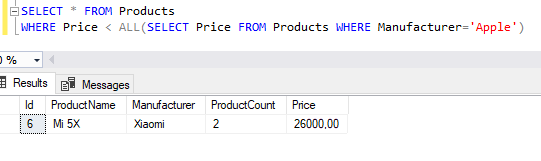 SELECT * FROM Products
WHERE Price < ALL(SELECT Price FROM Products WHERE Manufacturer='Apple')
0 %
Results Messages
Id ProductName Manufacturer ProductCount Price
6 Mi 5X Xiaomi 2 26000,00